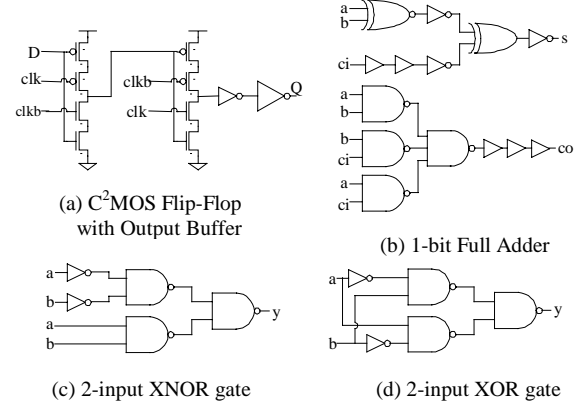 D
clk
clkb
clkb
clk
Q
(a) C²MOS Flip-Flop
with Output Buffer
a
b
ci
s
a
b
b
ci
a
ci
co
(b) 1-bit Full Adder
a
b
a
b
y
(c) 2-input XNOR gate
a
b
y
(d) 2-input XOR gate